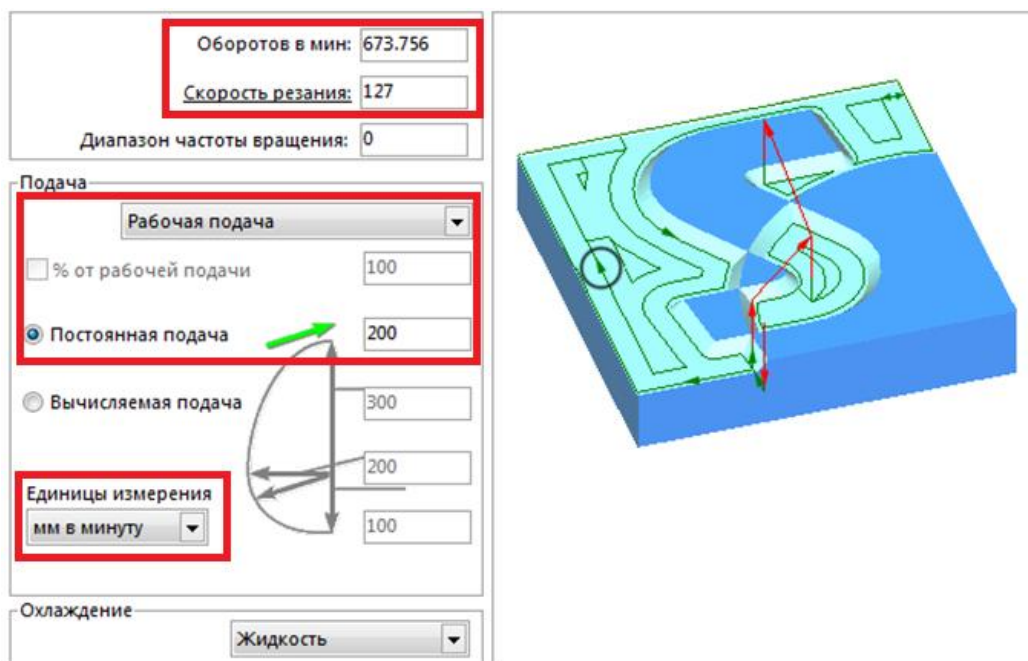 Оборотов в мин: 673.756
Скорость резания: 127
Диапазон частоты вращения: 0
Подача
Рабочая подача
% от рабочей подачи 100
Постоянная подача 200
Вычисляемая подача 300
200
Единицы измерения
мм в минуту 100
Охлаждение
Жидкость